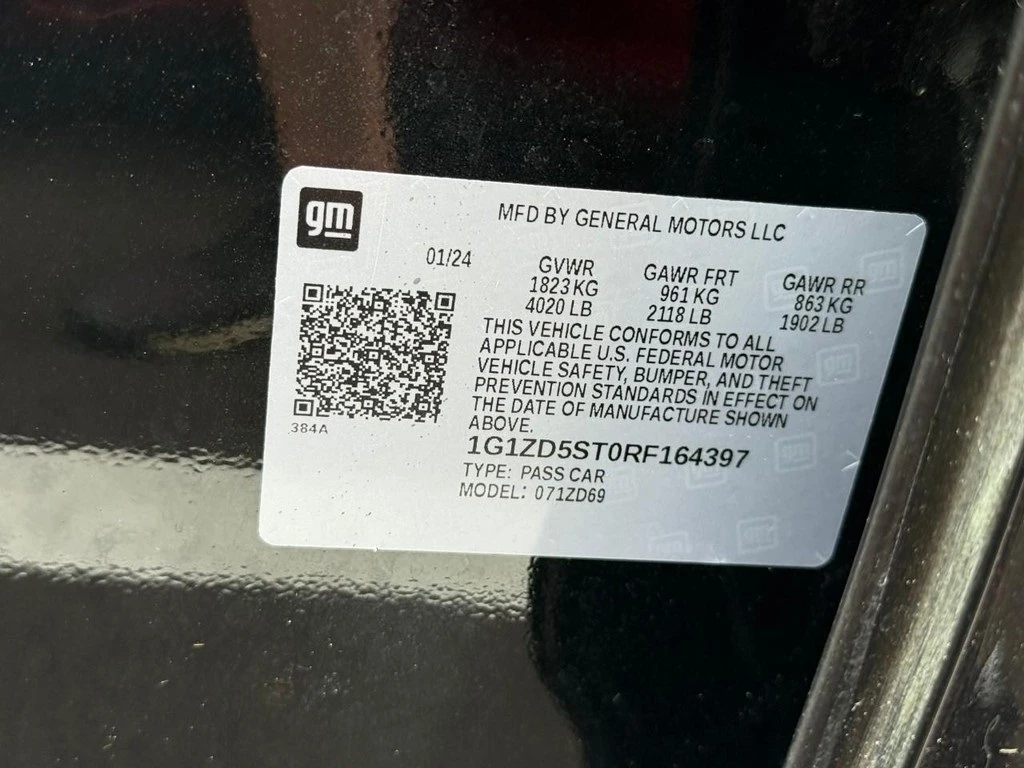 gm
MFD BY GENERAL MOTORS LLC
01/24
GVWR
1823 KG
4020 LB
GAWR FRT
961 KG
2118 LB
GAWR RR
863 KG
1902 LB
THIS VEHICLE CONFORMS TO ALL
APPLICABLE U.S. FEDERAL MOTOR
VEHICLE SAFETY, BUMPER, AND THEFT
PREVENTION STANDARDS IN EFFECT ON
THE DATE OF MANUFACTURE SHOWN
ABOVE.
384A
1G1ZD5ST0RF164397
TYPE: PASS CAR
MODEL: 071ZD69